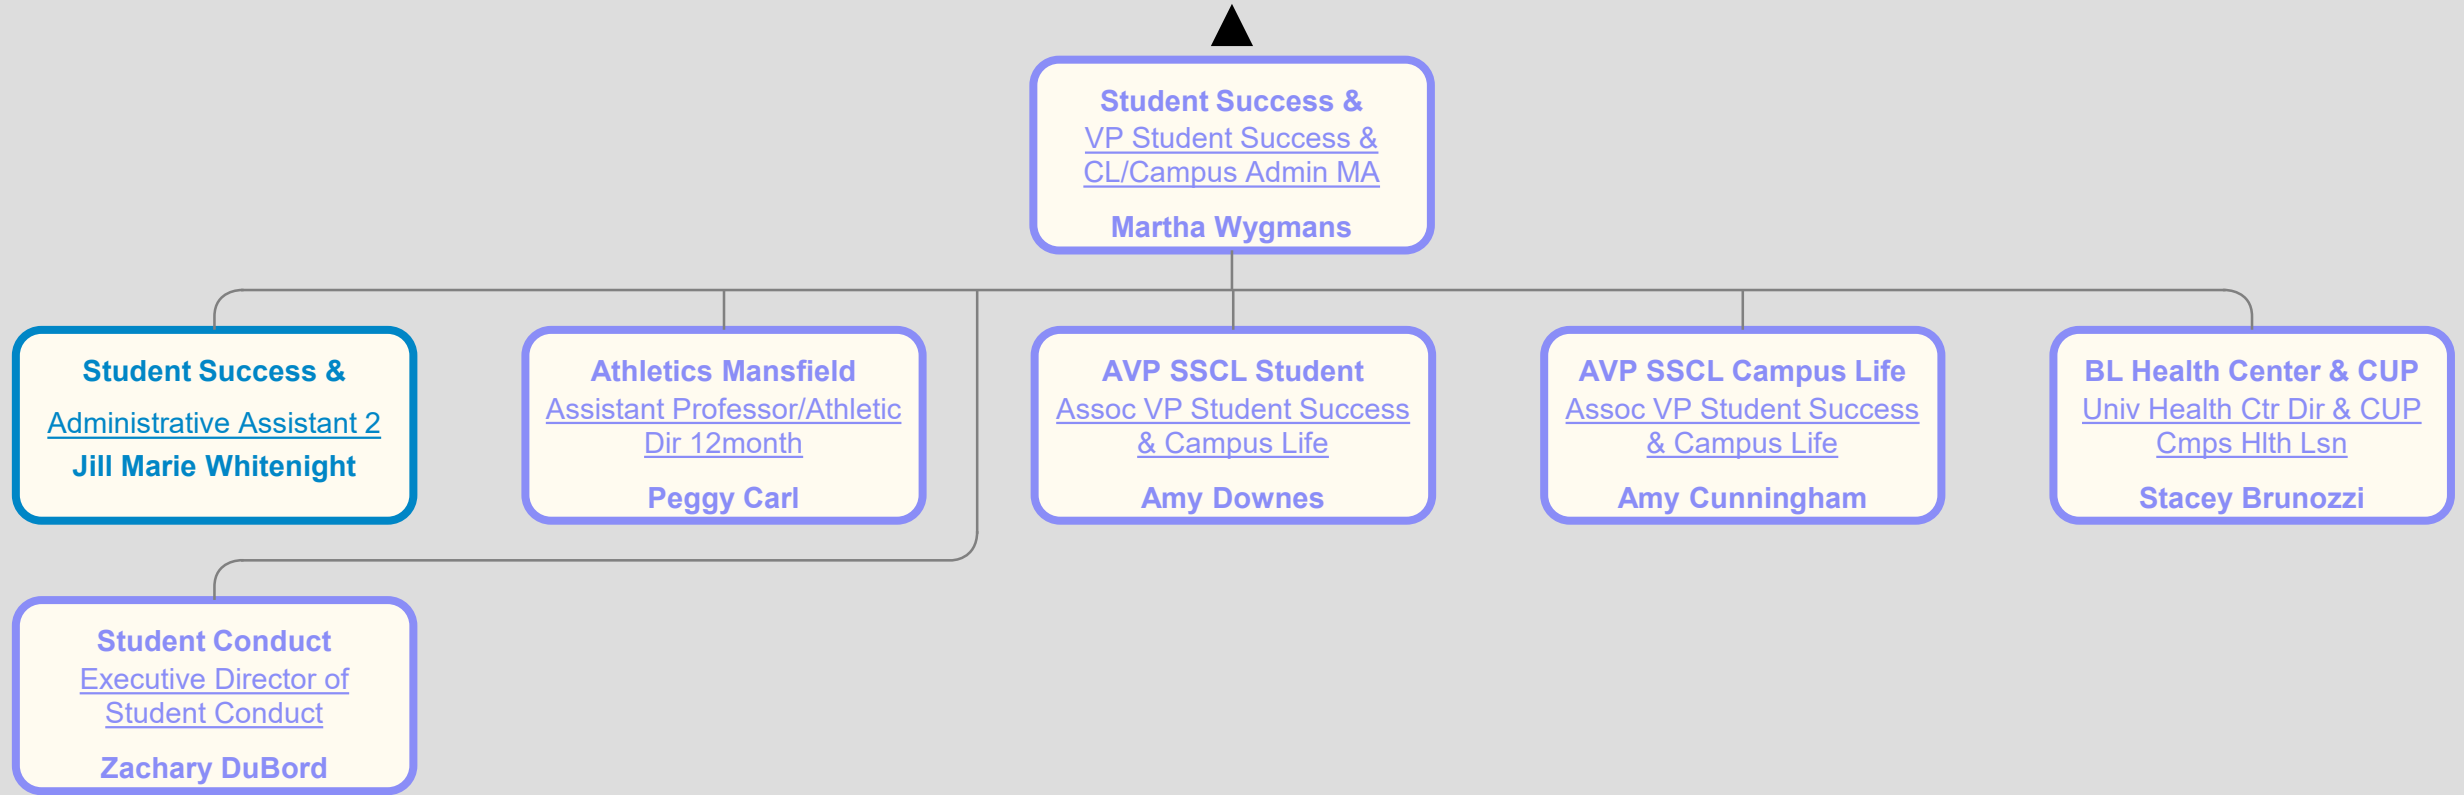 Student Success &
VP Student Success &
CL/Campus Admin MA
Martha Wygmans
Student Success &
Administrative Assistant 2
Jill Marie Whitenight
Athletics Mansfield
Assistant Professor/Athletic
Dir 12month
Peggy Carl
AVP SSCL Student
Assoc VP Student Success
& Campus Life
Amy Downes
AVP SSCL Campus Life
Assoc VP Student Success
& Campus Life
Amy Cunningham
BL Health Center & CUP
Univ Health Ctr Dir & CUP
Cmps Hlth Lsn
Stacey Brunozzi
Student Conduct
Executive Director of
Student Conduct
Zachary DuBord